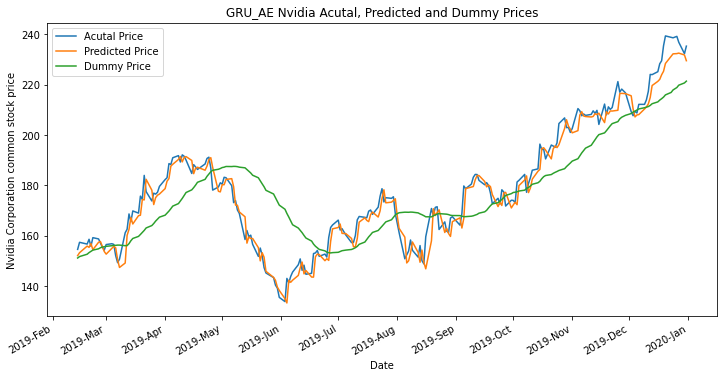 GRU_AE Nvidia Acutal, Predicted and Dummy Prices
Acutal Price
Predicted Price
Dummy Price
Nvidia Corporation common stock price
240
220
200
180
160
140
2019-Feb
2019-Mar
2019-Apr
2019-May
2019-Jun
2019-Jul
2019-Aug
2019-Sep
2019-Oct
2019-Nov
2019-Dec
2020-Jan
Date